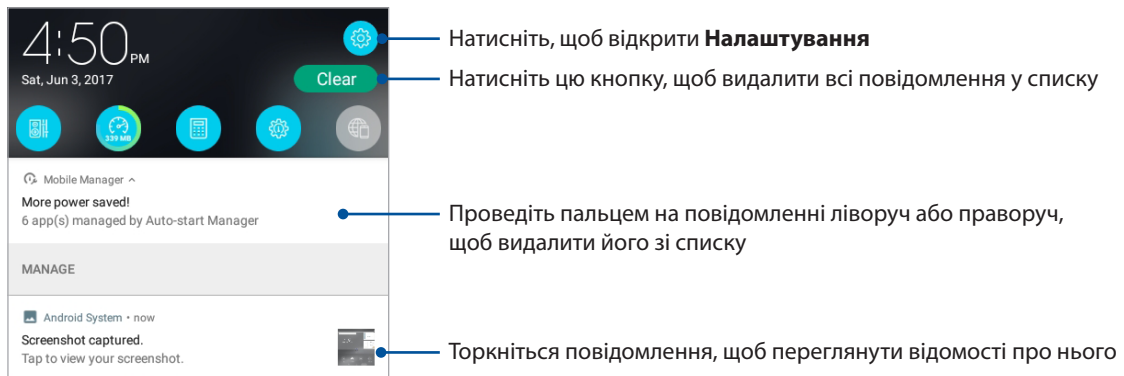 4:50 PM
Sat, Jun 3, 2017
Clear
339 MB
Mobile Manager
More power saved!
6 app(s) managed by Auto-start Manager
MANAGE
Android System • now
Screenshot captured.
Tap to view your screenshot.
Натисніть, щоб відкрити Налаштування
Натисніть цю кнопку, щоб видалити всі повідомлення у списку
Проведіть пальцем на повідомленні ліворуч або праворуч,
щоб видалити його зі списку
Торкніться повідомлення, щоб переглянути відомості про нього